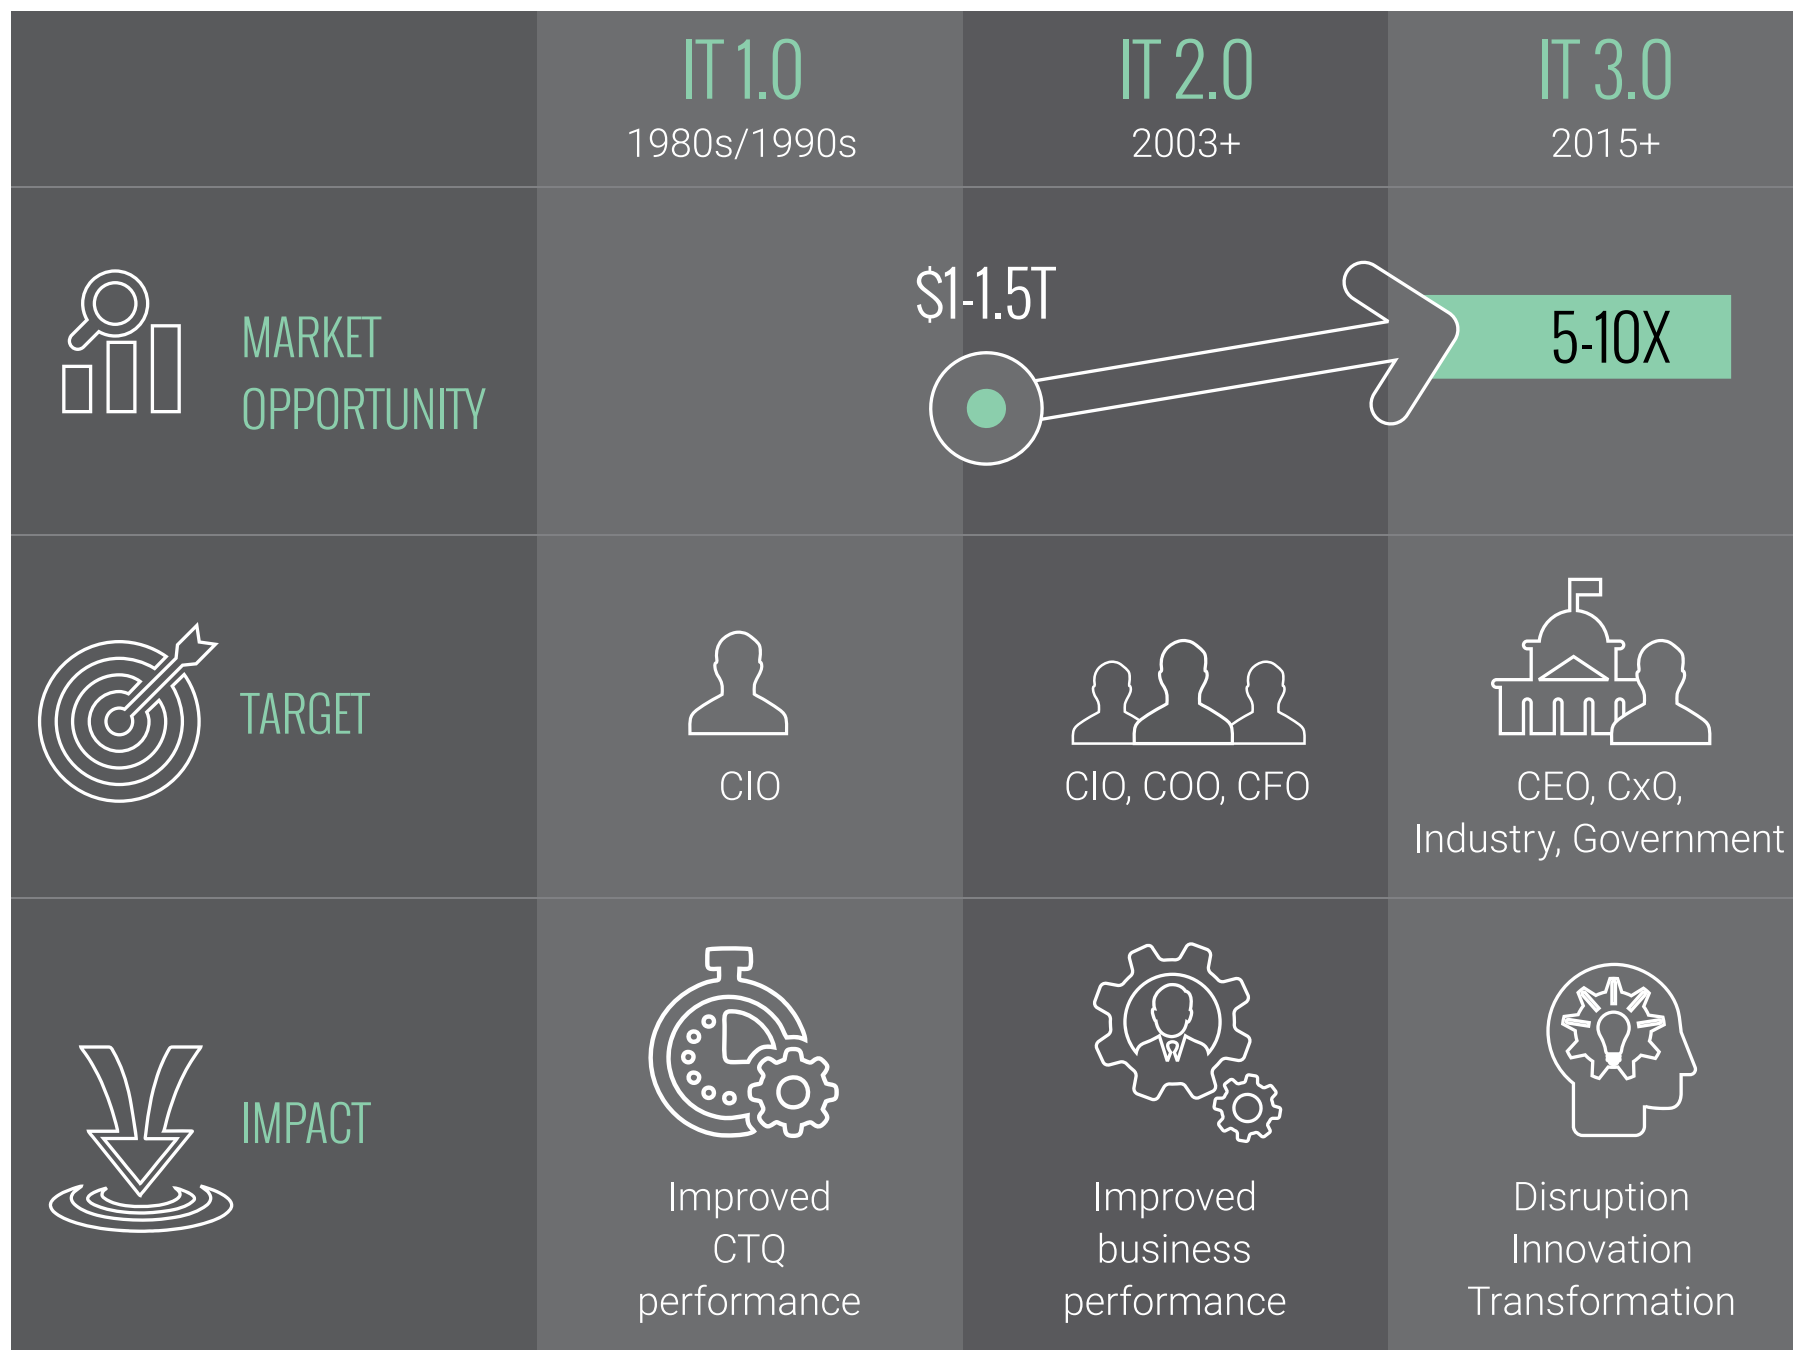 IT 1.0
1980s/1990s
IT 2.0
2003+
IT 3.0
2015+
MARKET
OPPORTUNITY
$1-1.5T
5-10X
TARGET
CIO
CIO, COO, CFO
CEO, CxO,
Industry, Government
IMPACT
Improved
CTQ
performance
Improved
business
performance
Disruption
Innovation
Transformation